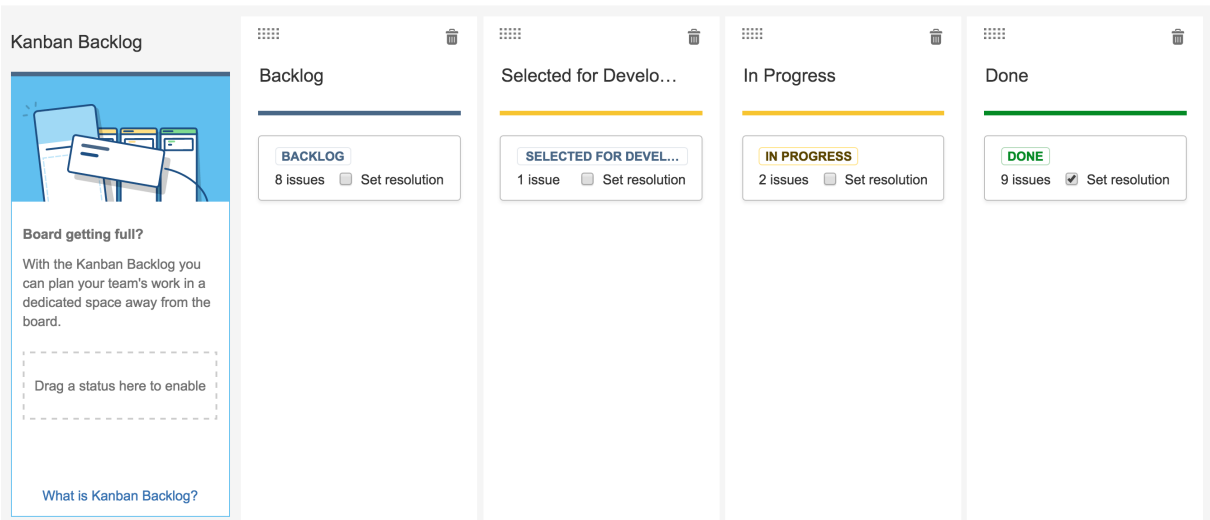 Kanban Backlog
Board getting full?
With the Kanban Backlog you
can plan your team's work in a
dedicated space away from the
board.
Drag a status here to enable
What is Kanban Backlog?
Backlog
BACKLOG
8 issues Set resolution
Selected for Develo...
SELECTED FOR DEVEL...
1 issue Set resolution
In Progress
IN PROGRESS
2 issues Set resolution
Done
DONE
9 issues Set resolution